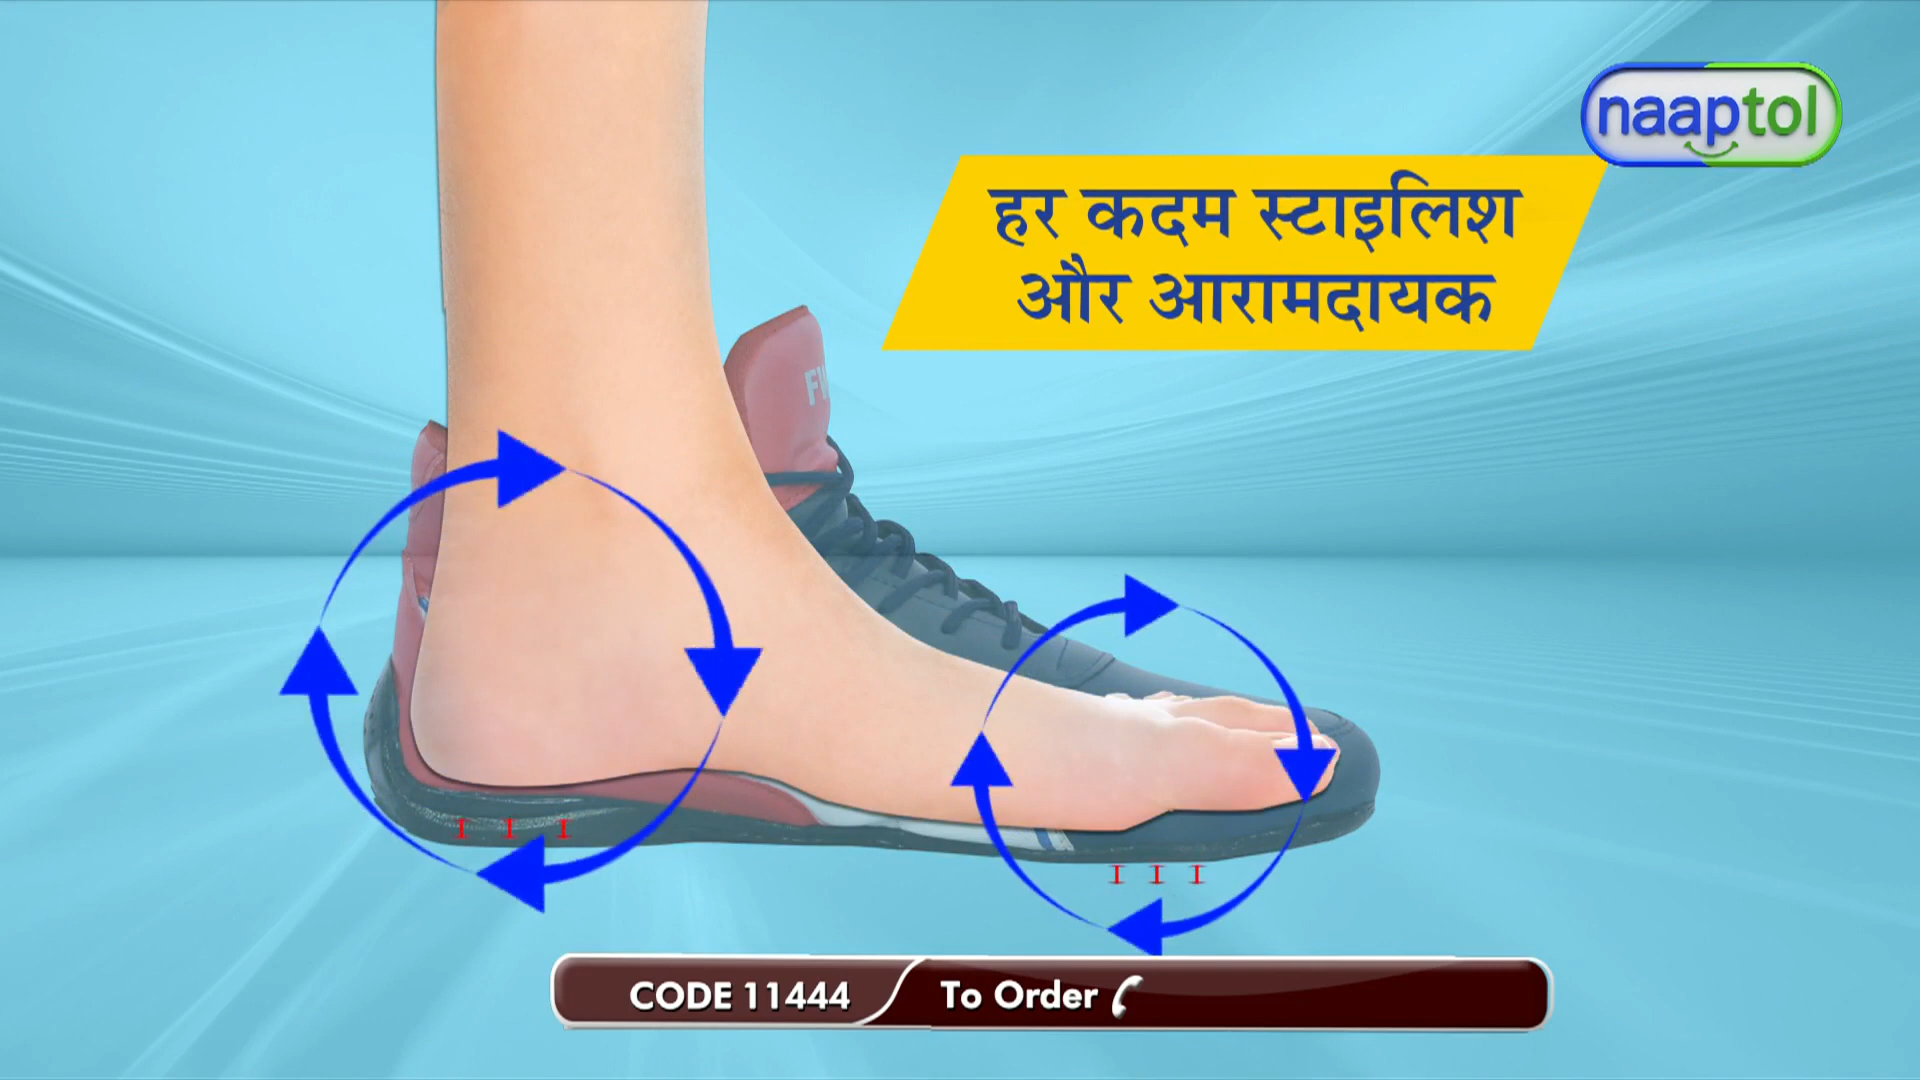 naaptol
हर कदम स्टाइलिश
और आरामदायक
CODE 11444 To Order